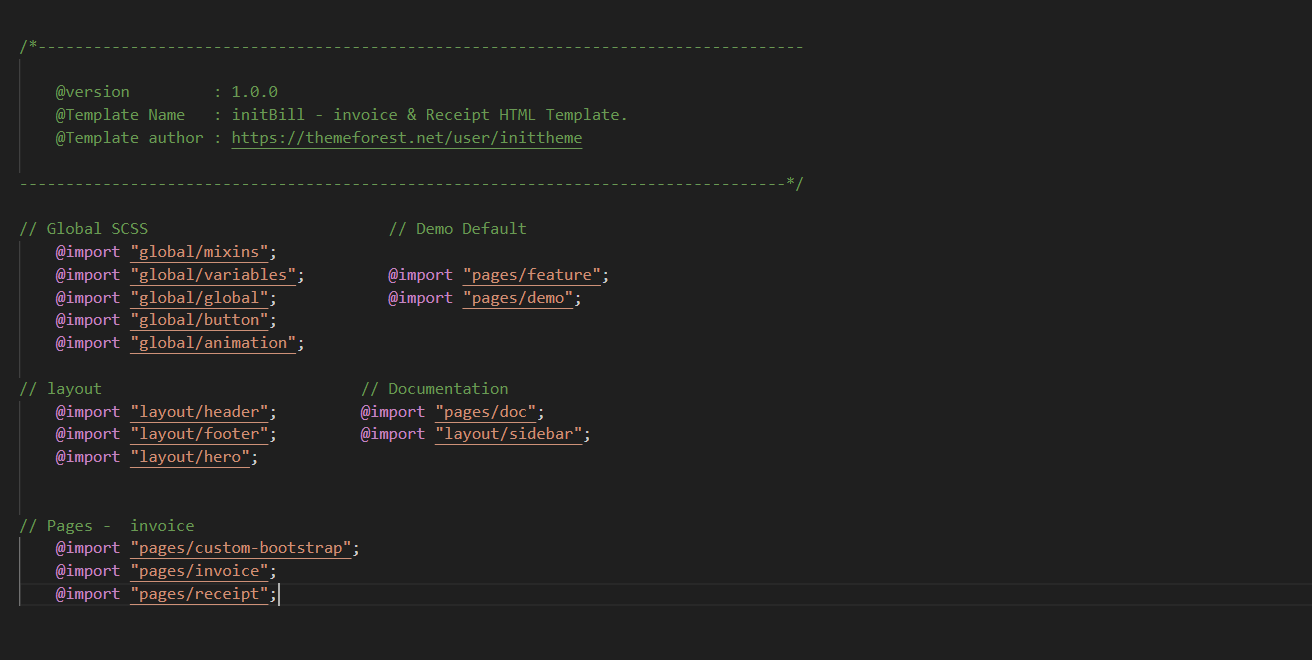 /*-----------------------------------------------------------------------------------
@version         : 1.0.0
@Template Name   : initBill - invoice & Receipt HTML Template.
@Template author : https://themeforest.net/user/inittheme
-----------------------------------------------------------------------------------*/
// Global SCSS                          // Demo Default
    @import "global/mixins";
    @import "global/variables";         @import "pages/feature";
    @import "global/global";            @import "pages/demo";
    @import "global/button";
    @import "global/animation";
// layout                            // Documentation
    @import "layout/header";         @import "pages/doc";
    @import "layout/footer";         @import "layout/sidebar";
    @import "layout/hero";
// Pages -  invoice
    @import "pages/custom-bootstrap";
    @import "pages/invoice";
    @import "pages/receipt";